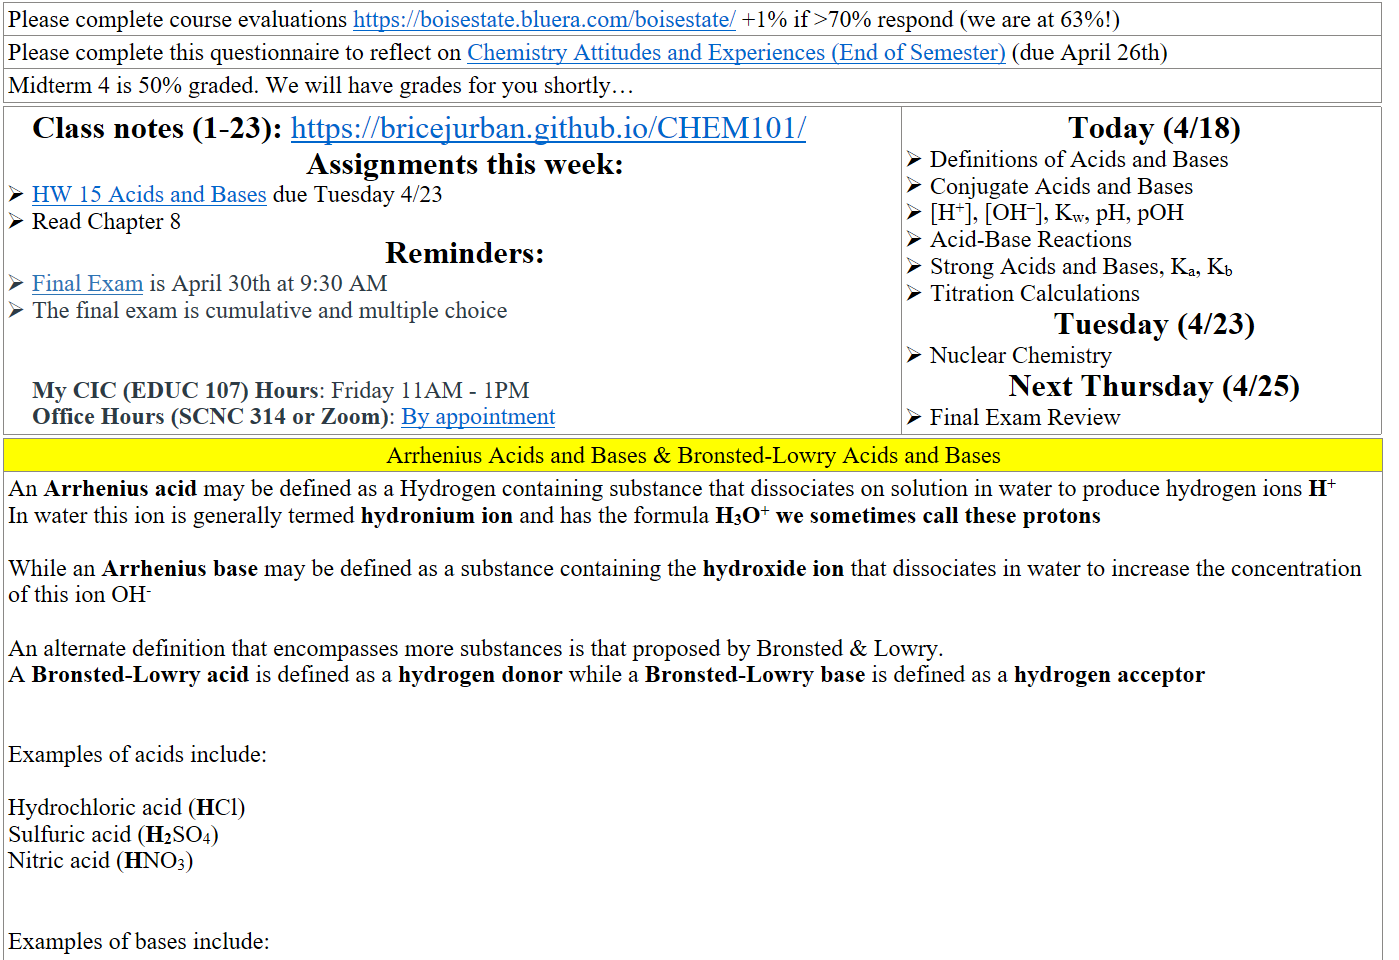 Please complete course evaluations https://boisestate.bluera.com/boisestate/ +1% if >70% respond (we are at 63%!)
Please complete this questionnaire to reflect on Chemistry Attitudes and Experiences (End of Semester) (due April 26th)
Midterm 4 is 50% graded. We will have grades for you shortly…
Class notes (1-23): https://bricejurban.github.io/CHEM101/
Assignments this week:
➢ HW 15 Acids and Bases due Tuesday 4/23
➢ Read Chapter 8
Reminders:
➢ Final Exam is April 30th at 9:30 AM
➢ The final exam is cumulative and multiple choice
My CIC (EDUC 107) Hours: Friday 11AM - 1PM
Office Hours (SCNC 314 or Zoom): By appointment
Today (4/18)
➢ Definitions of Acids and Bases
➢ Conjugate Acids and Bases
➢ [H⁺], [OH⁻], Kw, pH, pOH
➢ Acid-Base Reactions
➢ Strong Acids and Bases, Ka, Kb
➢ Titration Calculations
Tuesday (4/23)
➢ Nuclear Chemistry
Next Thursday (4/25)
➢ Final Exam Review
Arrhenius Acids and Bases & Bronsted-Lowry Acids and Bases
An Arrhenius acid may be defined as a Hydrogen containing substance that dissociates on solution in water to produce hydrogen ions H⁺
In water this ion is generally termed hydronium ion and has the formula H₃O⁺ we sometimes call these protons
While an Arrhenius base may be defined as a substance containing the hydroxide ion that dissociates in water to increase the concentration
of this ion OH⁻
An alternate definition that encompasses more substances is that proposed by Bronsted & Lowry.
A Bronsted-Lowry acid is defined as a hydrogen donor while a Bronsted-Lowry base is defined as a hydrogen acceptor
Examples of acids include:
Hydrochloric acid (HCl)
Sulfuric acid (H₂SO₄)
Nitric acid (HNO₃)
Examples of bases include: